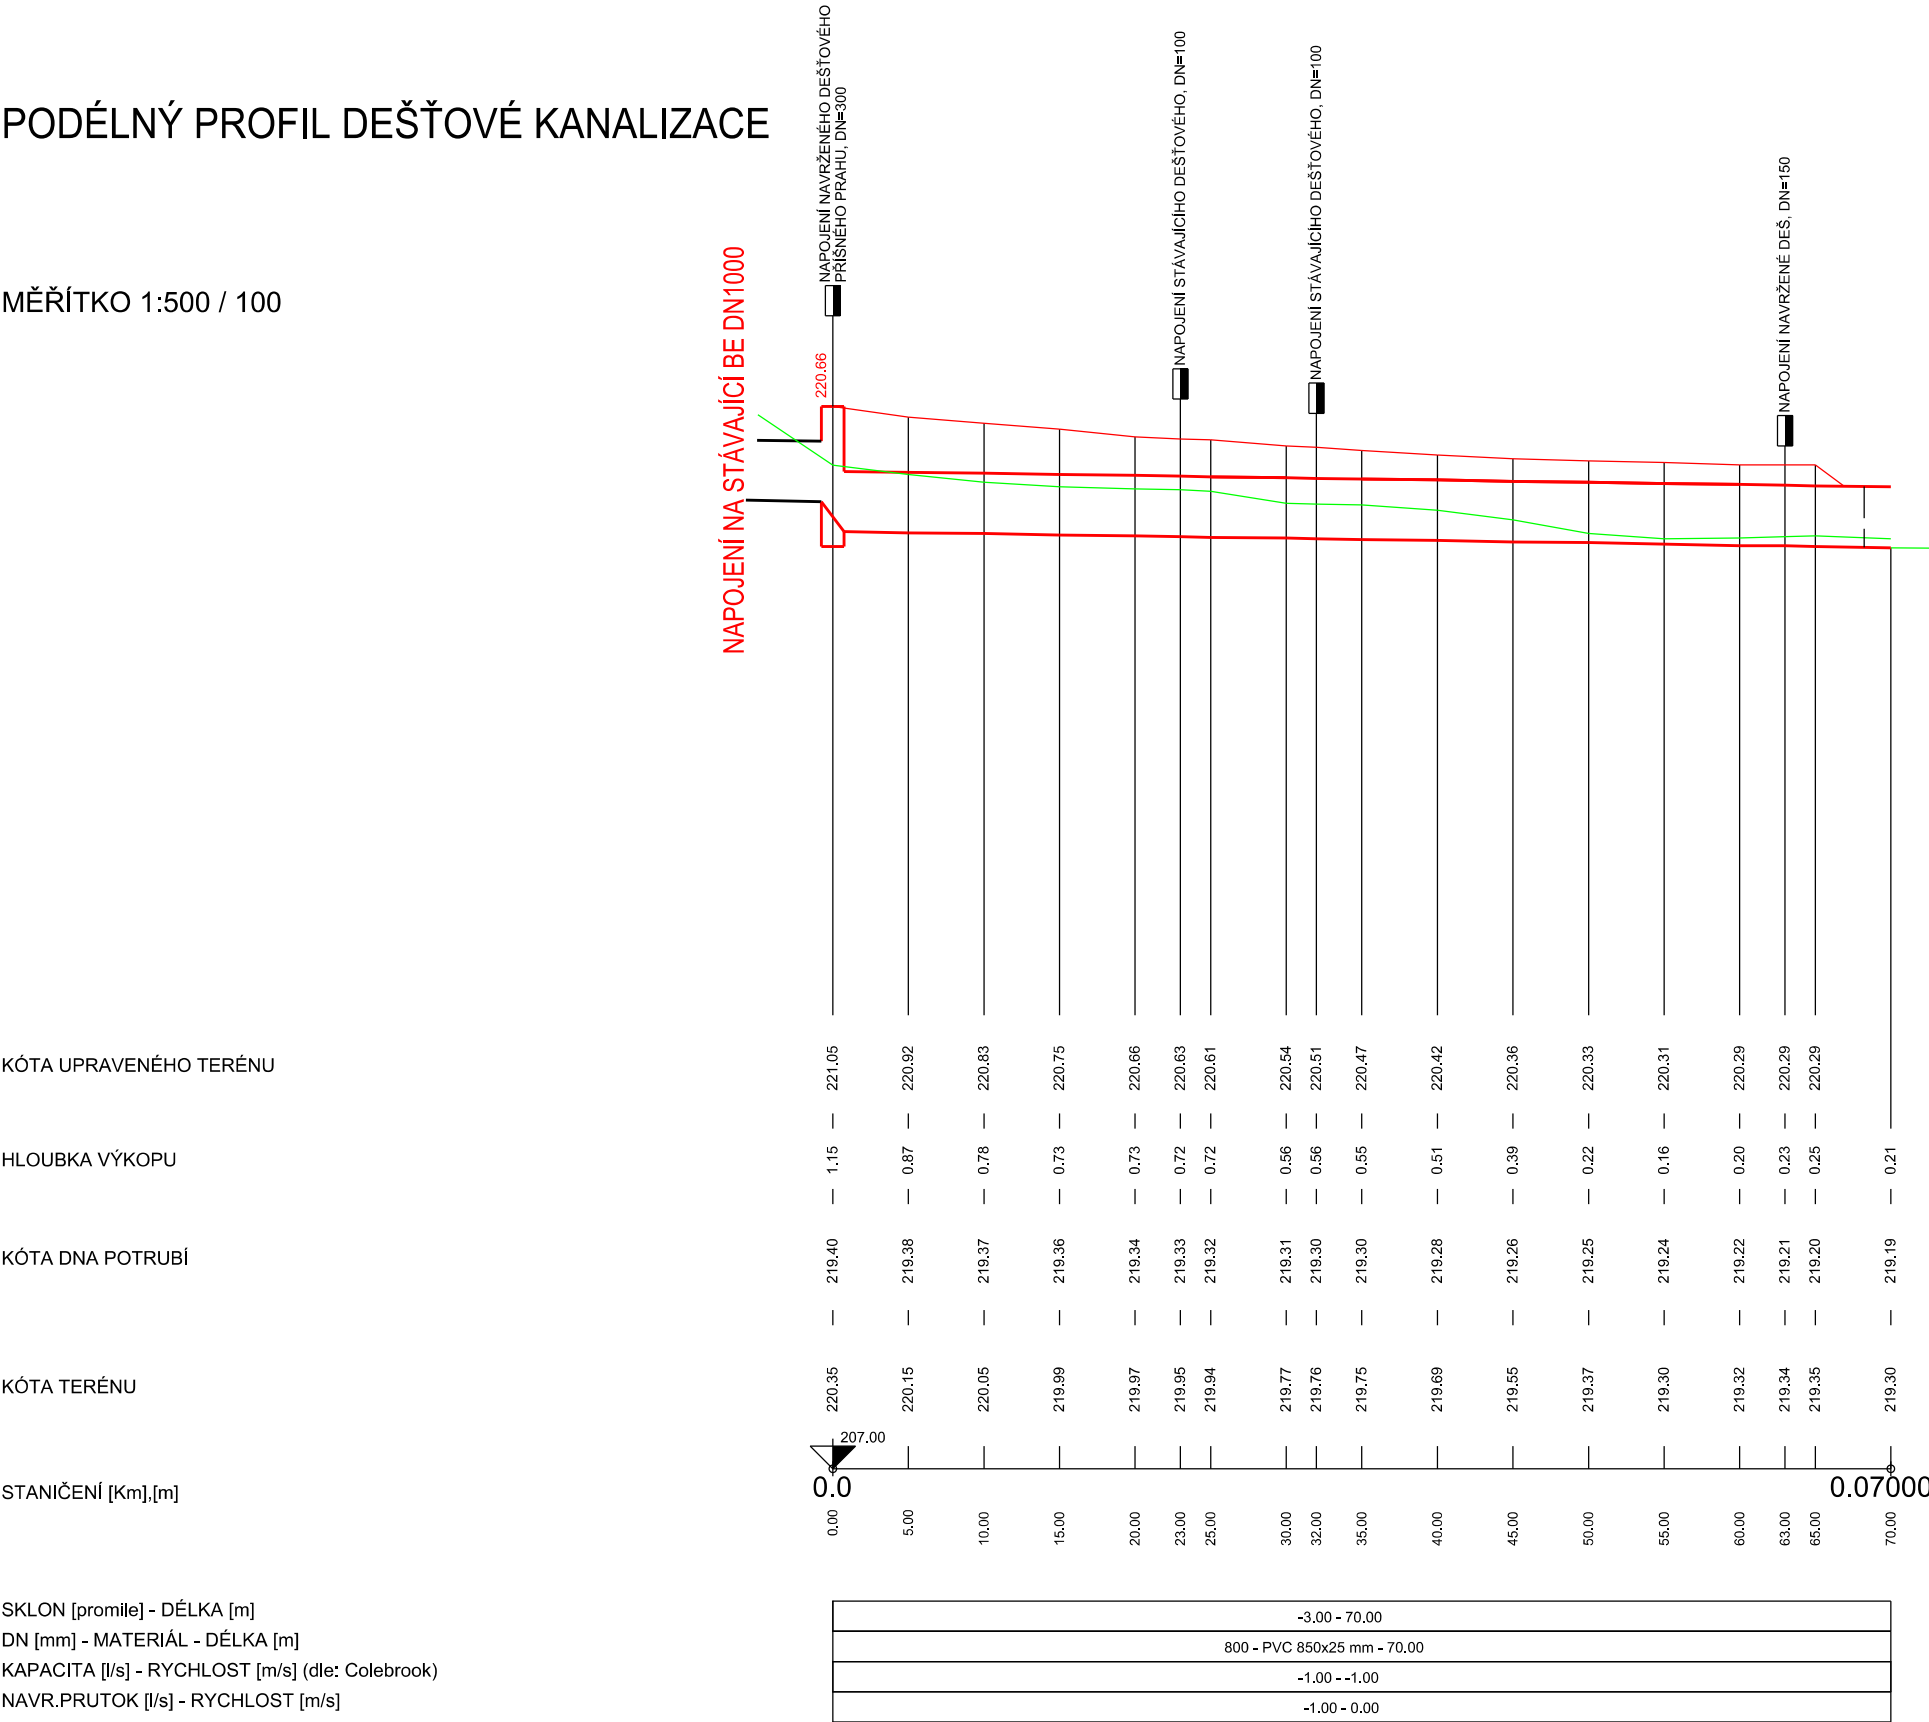 PODÉLNÝ PROFIL DEŠŤOVÉ KANALIZACE
MĚŘÍTKO 1:500 / 100
NAPOJENÍ NA STÁVAJÍCÍ BE DN1000
220.66
NAPOJENÍ NAVRŽENÉHO DEŠŤOVÉHO
PŘÍSNÉHO PRAHU, DN=300
NAPOJENÍ STÁVAJÍCÍHO DEŠŤOVÉHO, DN=100
NAPOJENÍ STÁVAJÍCÍHO DEŠŤOVÉHO, DN=100
NAPOJENÍ NAVRŽENÉ DEŠ, DN=150
KÓTA UPRAVENÉHO TERÉNU
221.05 220.92 220.83 220.75 220.66 220.63 220.61 220.54 220.51 220.47 220.42 220.36 220.33 220.31 220.29 220.29 220.29
HLOUBKA VÝKOPU
1.15 0.87 0.78 0.73 0.73 0.72 0.72 0.56 0.56 0.55 0.51 0.39 0.22 0.16 0.20 0.23 0.25 0.21
KÓTA DNA POTRUBÍ
219.40 219.38 219.37 219.36 219.34 219.33 219.32 219.31 219.30 219.30 219.28 219.26 219.25 219.24 219.22 219.21 219.20 219.19
KÓTA TERÉNU
220.35 220.15 220.05 219.99 219.97 219.95 219.94 219.77 219.76 219.75 219.69 219.55 219.37 219.30 219.32 219.34 219.35 219.30
207.00
STANIČENÍ [Km],[m]
0.0 0.07000
0.00 5.00 10.00 15.00 20.00 23.00 25.00 30.00 32.00 35.00 40.00 45.00 50.00 55.00 60.00 63.00 65.00 70.00
SKLON [promile] - DÉLKA [m]
-3.00 - 70.00
DN [mm] - MATERIÁL - DÉLKA [m]
800 - PVC 850x25 mm - 70.00
KAPACITA [l/s] - RYCHLOST [m/s] (dle: Colebrook)
-1.00 - -1.00
NAVR.PRUTOK [l/s] - RYCHLOST [m/s]
-1.00 - 0.00